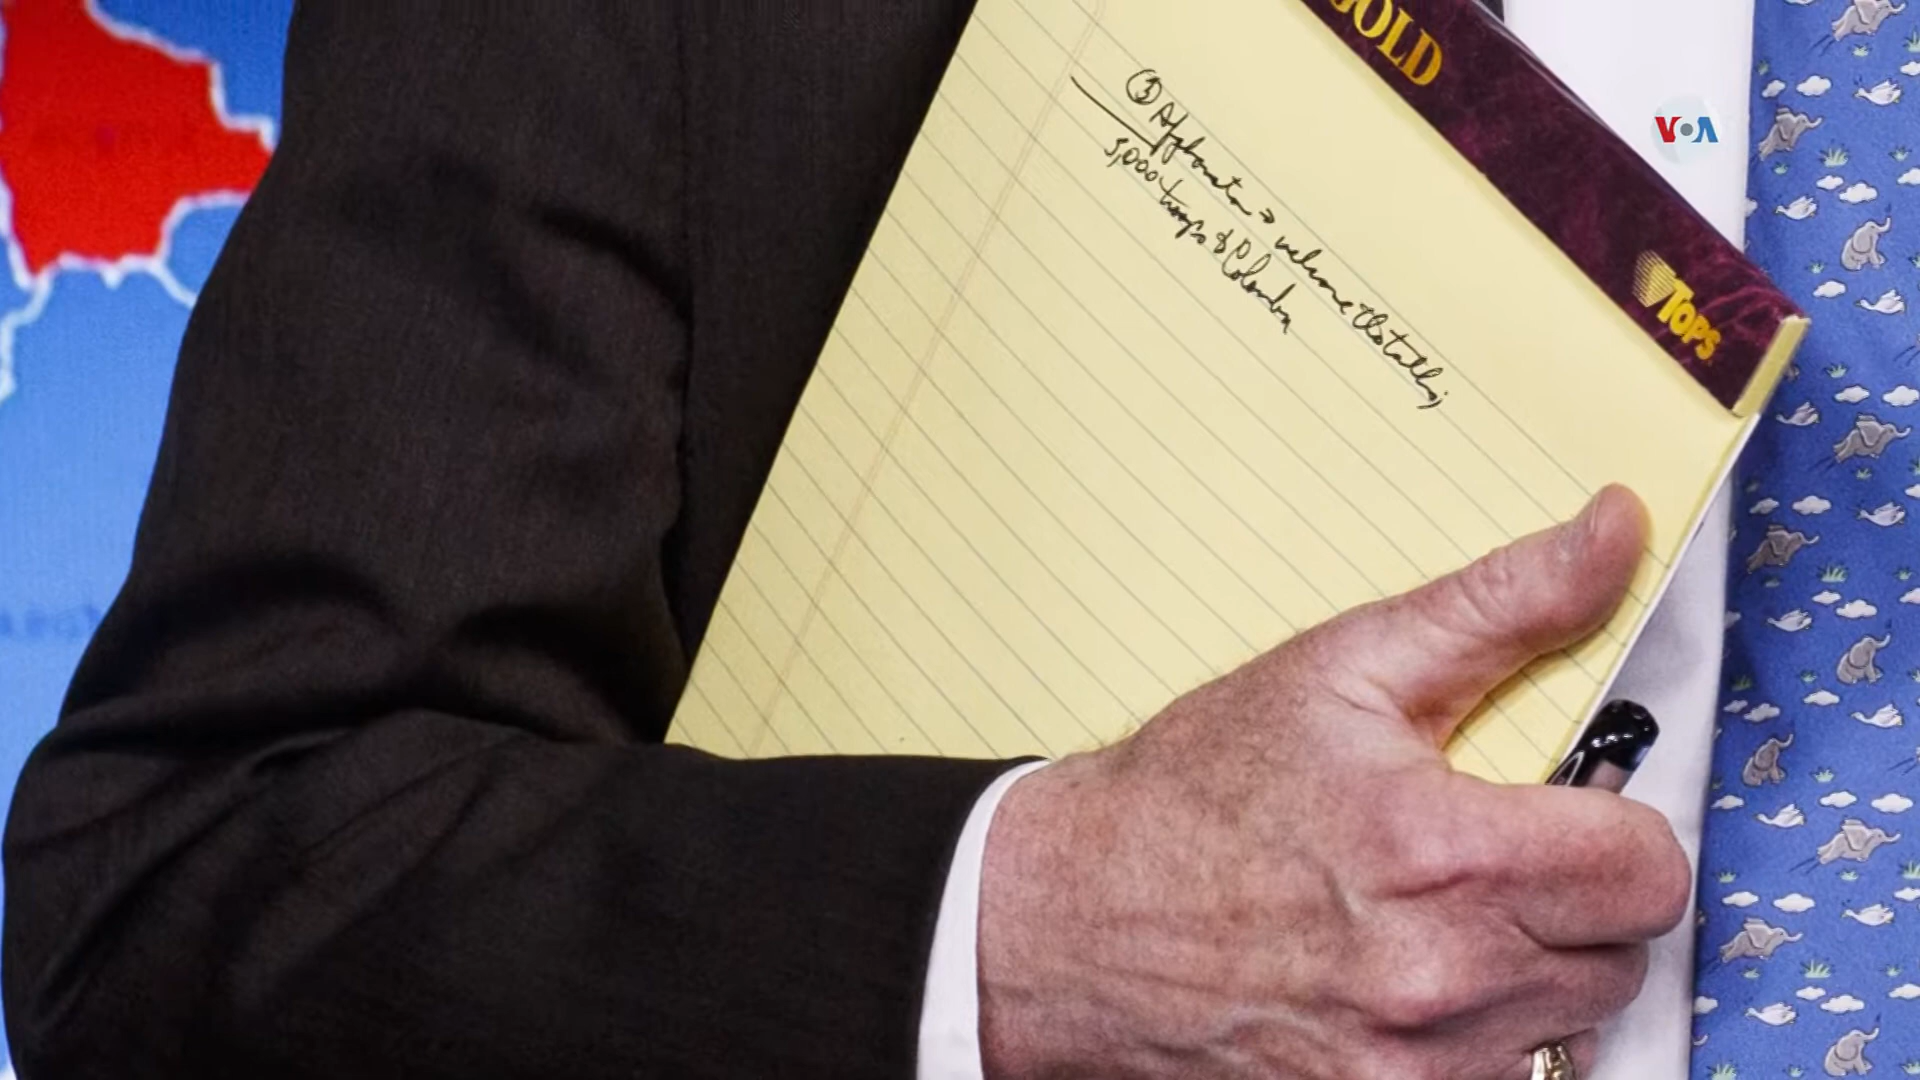 GOLD
VOA
③ Afghanistan → welcome the talks;
5,000 troops to Colombia
TOPS